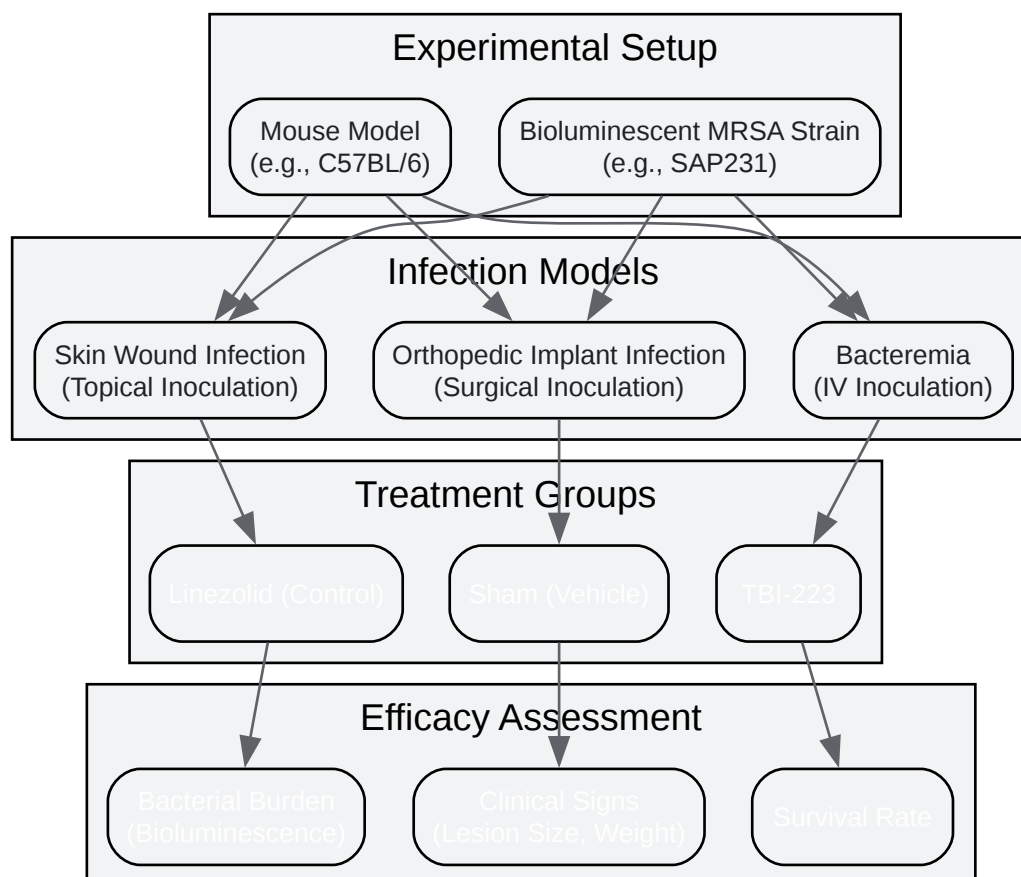 Experimental Setup
Mouse Model
(e.g., C57BL/6)
Bioluminescent MRSA Strain
(e.g., SAP231)
Infection Models
Skin Wound Infection
(Topical Inoculation)
Orthopedic Implant Infection
(Surgical Inoculation)
Bacteremia
(IV Inoculation)
Treatment Groups
Linezolid (Control)
Sham (Vehicle)
TBI-223
Efficacy Assessment
Bacterial Burden
(Bioluminescence)
Clinical Signs
(Lesion Size, Weight)
Survival Rate